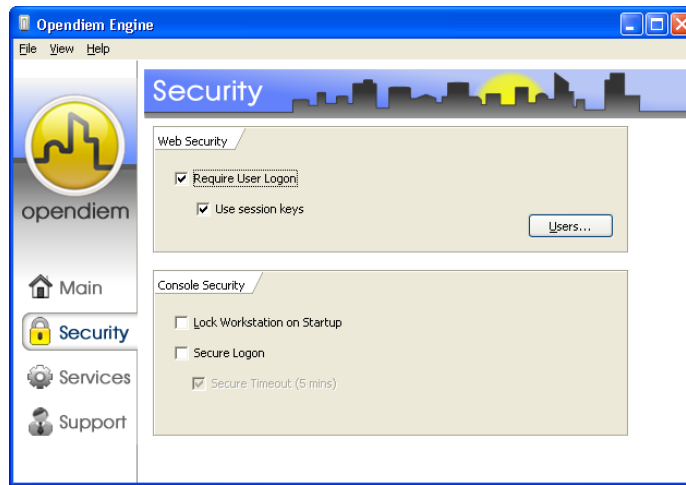 Opendiem Engine
File View Help
Security
opendiem
Main
Security
Services
Support
Web Security
Require User Logon
Use session keys
Users...
Console Security
Lock Workstation on Startup
Secure Logon
Secure Timeout (5 mins)